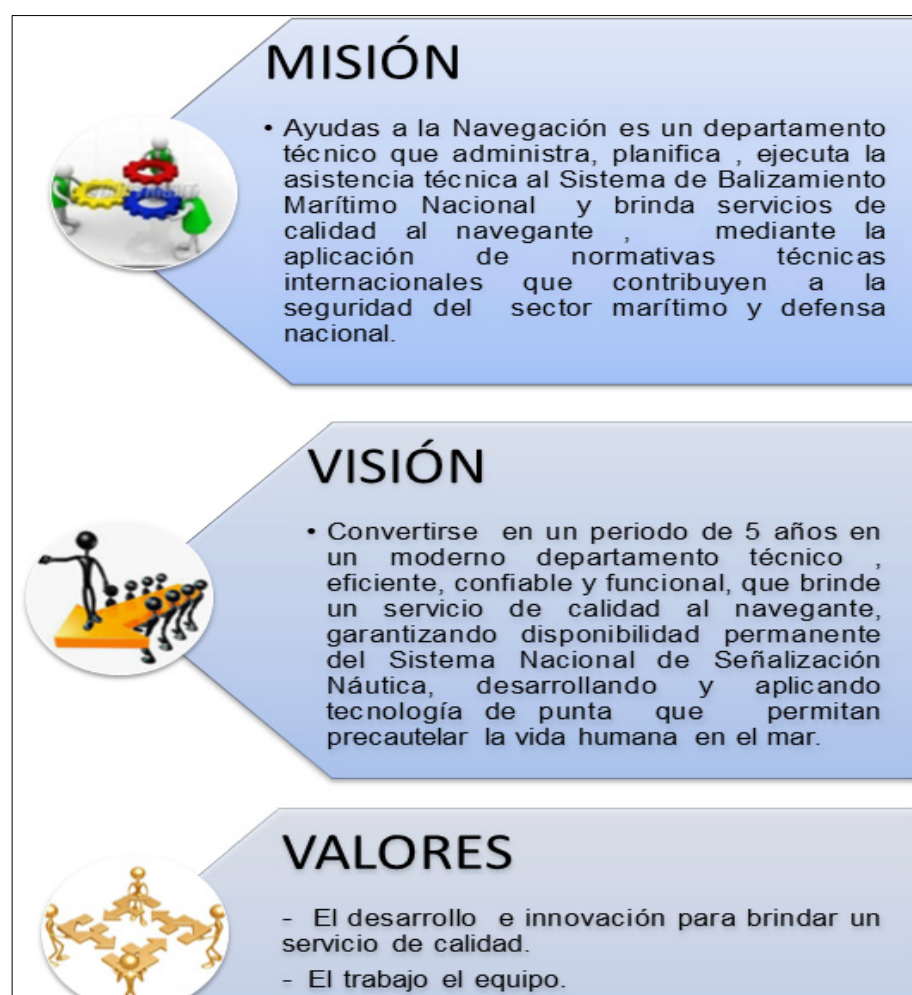 MISIÓN
• Ayudas a la Navegación es un departamento
técnico que administra, planifica , ejecuta la
asistencia técnica al Sistema de Balizamiento
Marítimo Nacional y brinda servicios de
calidad al navegante , mediante la
aplicación de normativas técnicas
internacionales que contribuyen a la
seguridad del sector marítimo y defensa
nacional.
VISIÓN
• Convertirse en un periodo de 5 años en
un moderno departamento técnico ,
eficiente, confiable y funcional, que brinde
un servicio de calidad al navegante,
garantizando disponibilidad permanente
del Sistema Nacional de Señalización
Náutica, desarrollando y aplicando
tecnología de punta que permitan
precautelar la vida humana en el mar.
VALORES
- El desarrollo e innovación para brindar un
servicio de calidad.
- El trabajo el equipo.